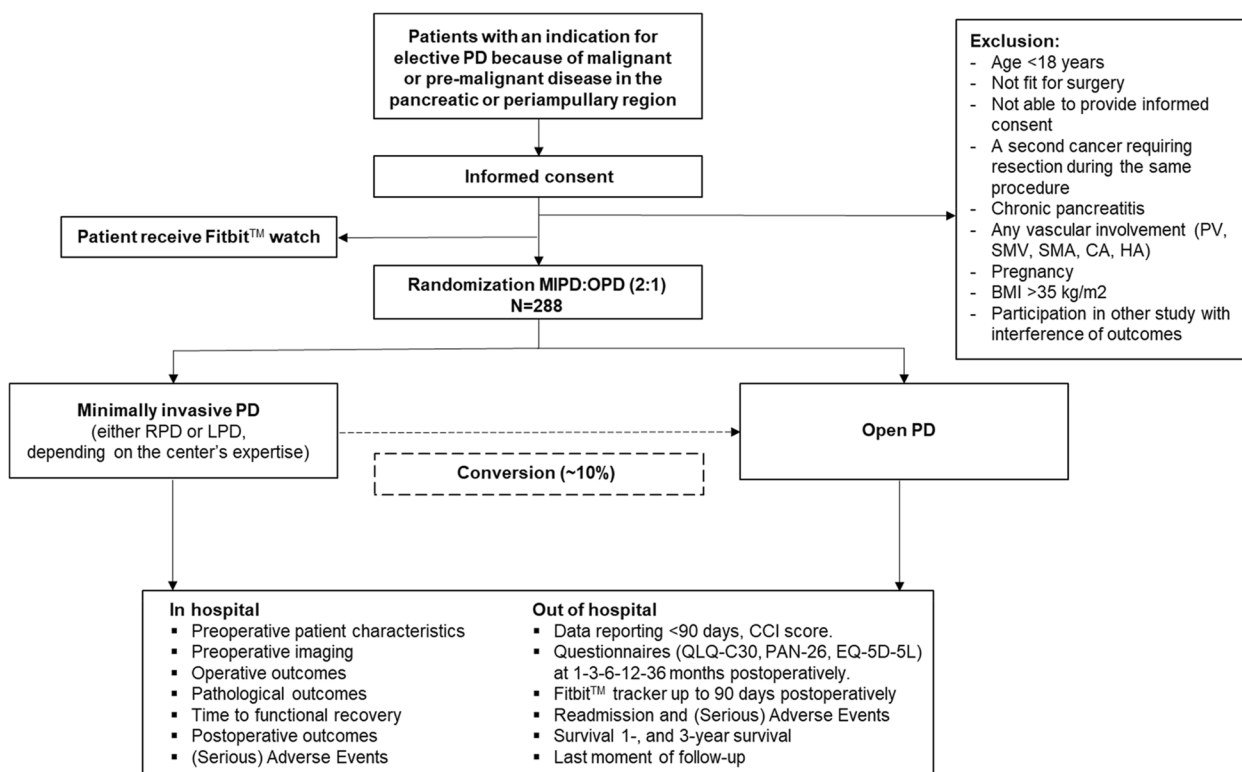 Patients with an indication for
elective PD because of malignant
or pre-malignant disease in the
pancreatic or periampullary region
Informed consent
Patient receive Fitbit™ watch
Exclusion:
- Age <18 years
- Not fit for surgery
- Not able to provide informed
consent
- A second cancer requiring
resection during the same
procedure
- Chronic pancreatitis
- Any vascular involvement (PV,
SMV, SMA, CA, HA)
- Pregnancy
- BMI >35 kg/m2
- Participation in other study with
interference of outcomes
Randomization MIPD:OPD (2:1)
N=288
Minimally invasive PD
(either RPD or LPD,
depending on the center's expertise)
Conversion (~10%)
Open PD
In hospital
▪ Preoperative patient characteristics
▪ Preoperative imaging
▪ Operative outcomes
▪ Pathological outcomes
▪ Time to functional recovery
▪ Postoperative outcomes
▪ (Serious) Adverse Events
Out of hospital
▪ Data reporting <90 days, CCI score.
▪ Questionnaires (QLQ-C30, PAN-26, EQ-5D-5L)
at 1-3-6-12-36 months postoperatively.
▪ Fitbit™ tracker up to 90 days postoperatively
▪ Readmission and (Serious) Adverse Events
▪ Survival 1-, and 3-year survival
▪ Last moment of follow-up